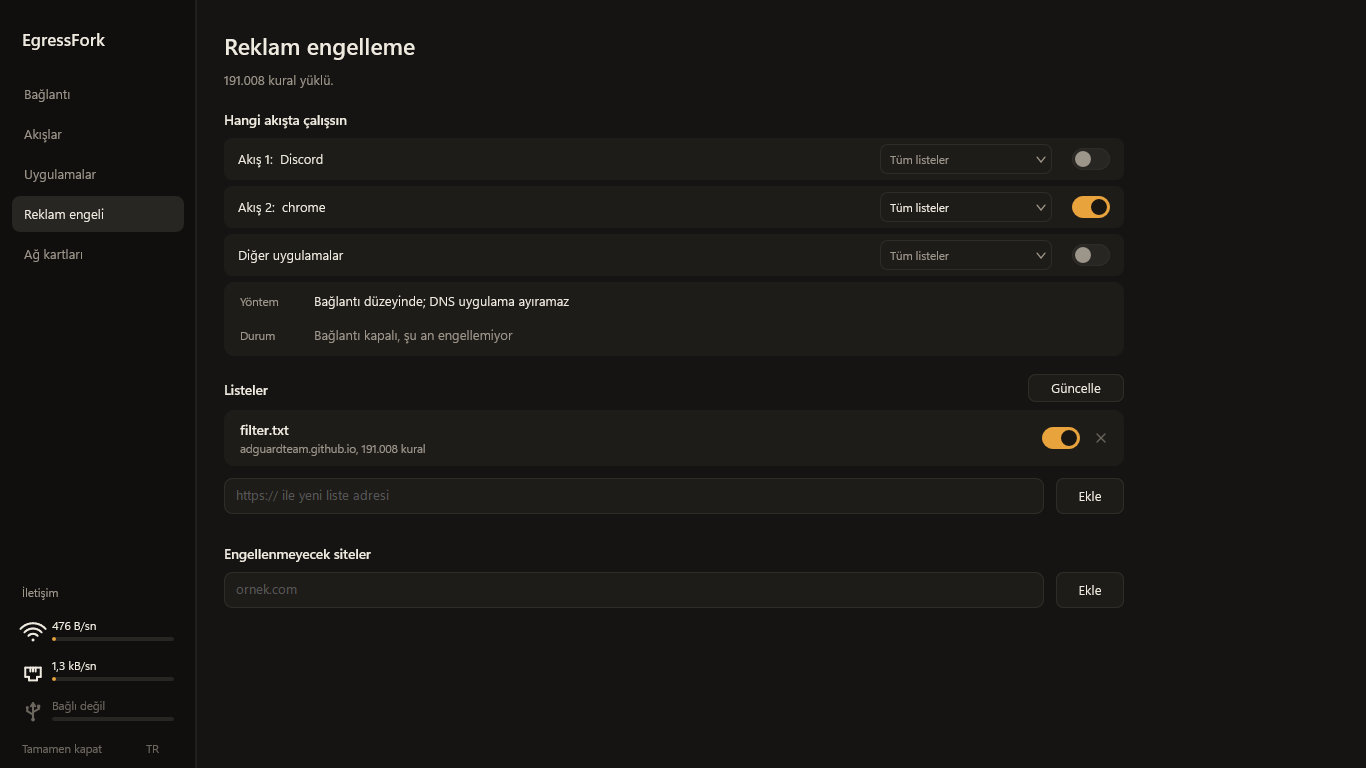 EgressFork
Bağlantı
Akışlar
Uygulamalar
Reklam engeli
Ağ kartları
İletişim
476 B/sn
1,3 kB/sn
Bağlı değil
Tamamen kapat TR
Reklam engelleme
191.008 kural yüklü.
Hangi akışta çalışsın
Akış 1: Discord Tüm listeler
Akış 2: chrome Tüm listeler
Diğer uygulamalar Tüm listeler
Yöntem Bağlantı düzeyinde; DNS uygulama ayıramaz
Durum Bağlantı kapalı, şu an engellemiyor
Listeler Güncelle
filter.txt
adguardteam.github.io, 191.008 kural
https:// ile yeni liste adresi Ekle
Engellenmeyecek siteler
ornek.com Ekle